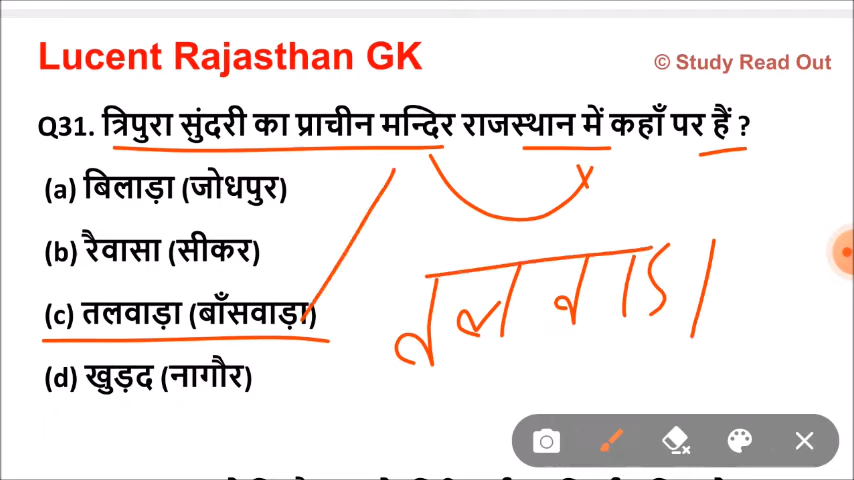 Lucent Rajasthan GK
© Study Read Out
Q31. त्रिपुरा सुंदरी का प्राचीन मन्दिर राजस्थान में कहाँ पर हैं ?
(a) बिलाड़ा (जोधपुर)
(b) रैवासा (सीकर)
(c) तलवाड़ा (बाँसवाड़ा)
तलवाडा
(d) खुड़द (नागौर)